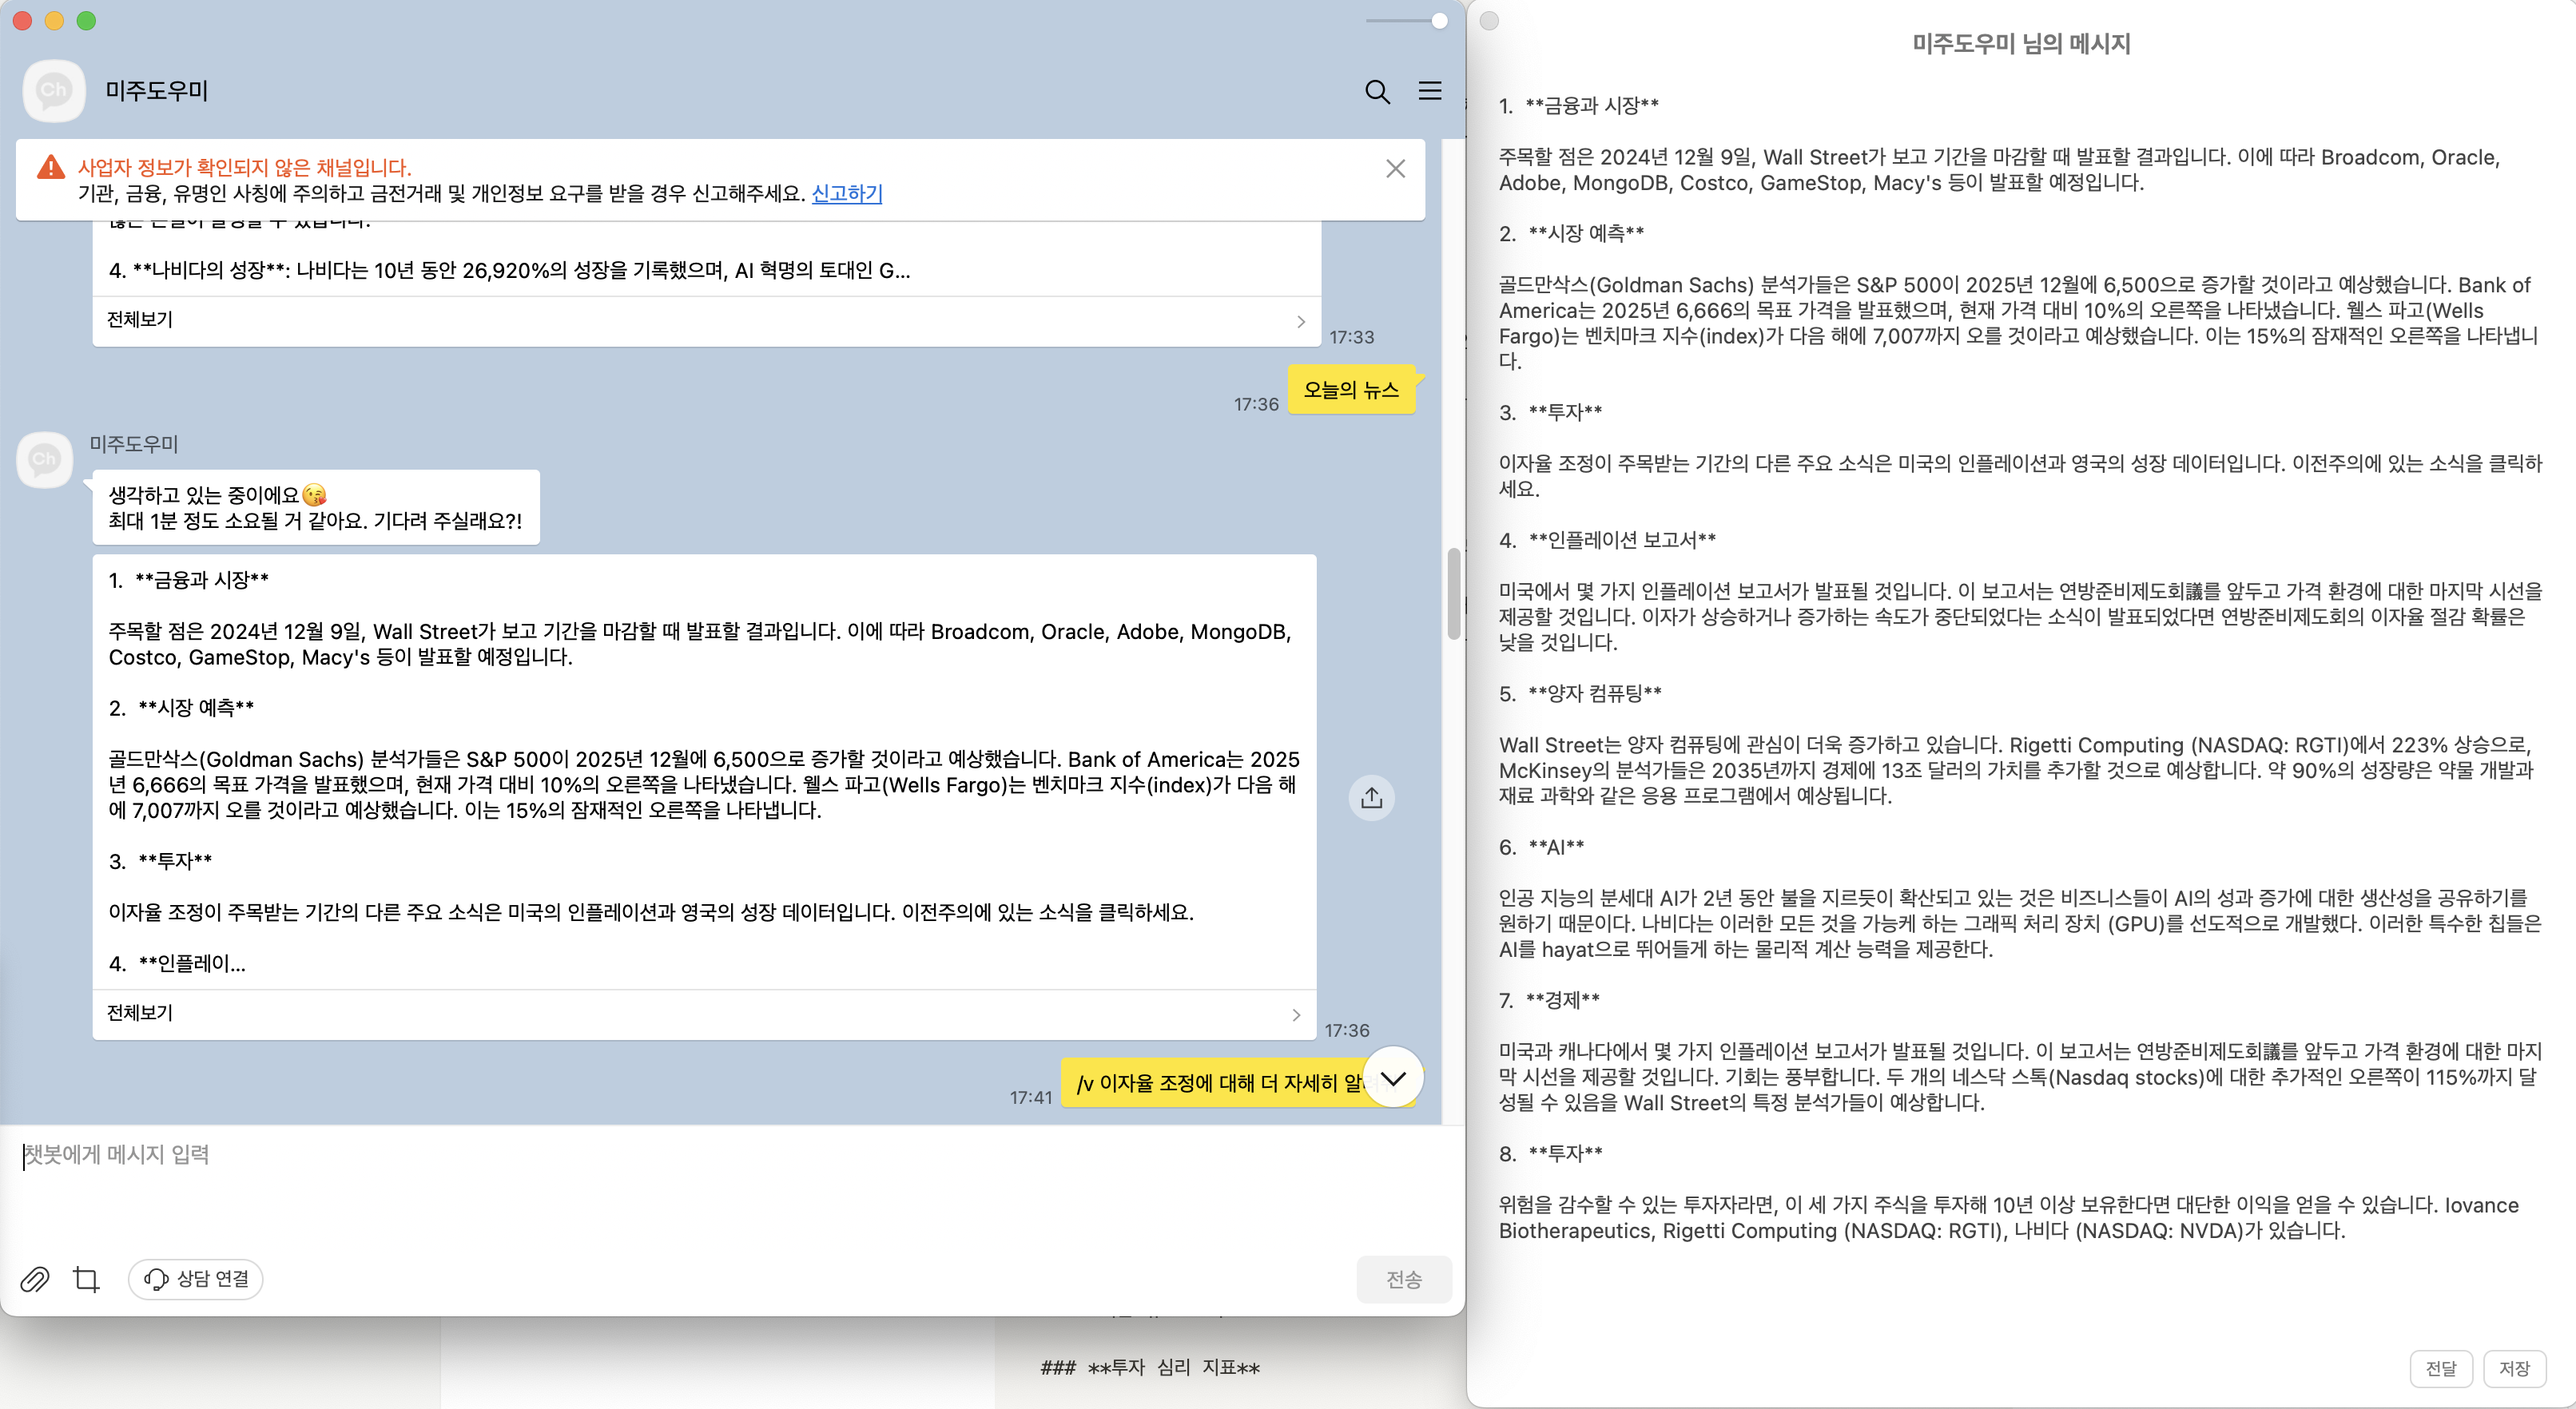 미주도우미
사업자 정보가 확인되지 않은 채널입니다.
기관, 금융, 유명인 사칭에 주의하고 금전거래 및 개인정보 요구를 받을 경우 신고해주세요. 신고하기
4. **나비다의 성장**: 나비다는 10년 동안 26,920%의 성장을 기록했으며, AI 혁명의 토대인 G...
전체보기
17:33
오늘의 뉴스
17:36
Ch
미주도우미
생각하고 있는 중이에요😘
최대 1분 정도 소요될 거 같아요. 기다려 주실래요?!
1. **금융과 시장**
주목할 점은 2024년 12월 9일, Wall Street가 보고 기간을 마감할 때 발표할 결과입니다. 이에 따라 Broadcom, Oracle, Adobe, MongoDB,
Costco, GameStop, Macy's 등이 발표할 예정입니다.
2. **시장 예측**
골드만삭스(Goldman Sachs) 분석가들은 S&P 500이 2025년 12월에 6,500으로 증가할 것이라고 예상했습니다. Bank of America는 2025
년 6,666의 목표 가격을 발표했으며, 현재 가격 대비 10%의 오른쪽을 나타냈습니다. 웰스 파고(Wells Fargo)는 벤치마크 지수(index)가 다음 해
에 7,007까지 오를 것이라고 예상했습니다. 이는 15%의 잠재적인 오른쪽을 나타냅니다.
3. **투자**
이자율 조정이 주목받는 기간의 다른 주요 소식은 미국의 인플레이션과 영국의 성장 데이터입니다. 이전주의에 있는 소식을 클릭하세요.
4. **인플레이...
전체보기
17:36
/v 이자율 조정에 대해 더 자세히
17:41
챗봇에게 메시지 입력
상담 연결
전송
### **투자 심리 지표**
미주도우미 님의 메시지
1. **금융과 시장**
주목할 점은 2024년 12월 9일, Wall Street가 보고 기간을 마감할 때 발표할 결과입니다. 이에 따라 Broadcom, Oracle,
Adobe, MongoDB, Costco, GameStop, Macy's 등이 발표할 예정입니다.
2. **시장 예측**
골드만삭스(Goldman Sachs) 분석가들은 S&P 500이 2025년 12월에 6,500으로 증가할 것이라고 예상했습니다. Bank of
America는 2025년 6,666의 목표 가격을 발표했으며, 현재 가격 대비 10%의 오른쪽을 나타냈습니다. 웰스 파고(Wells
Fargo)는 벤치마크 지수(index)가 다음 해에 7,007까지 오를 것이라고 예상했습니다. 이는 15%의 잠재적인 오른쪽을 나타냅니
다.
3. **투자**
이자율 조정이 주목받는 기간의 다른 주요 소식은 미국의 인플레이션과 영국의 성장 데이터입니다. 이전주의에 있는 소식을 클릭하
세요.
4. **인플레이션 보고서**
미국에서 몇 가지 인플레이션 보고서가 발표될 것입니다. 이 보고서는 연방준비제도회議를 앞두고 가격 환경에 대한 마지막 시선을
제공할 것입니다. 이자가 상승하거나 증가하는 속도가 중단되었다는 소식이 발표되었다면 연방준비제도회의 이자율 절감 확률은
낮을 것입니다.
5. **양자 컴퓨팅**
Wall Street는 양자 컴퓨팅에 관심이 더욱 증가하고 있습니다. Rigetti Computing (NASDAQ: RGTI)에서 223% 상승으로,
McKinsey의 분석가들은 2035년까지 경제에 13조 달러의 가치를 추가할 것으로 예상합니다. 약 90%의 성장량은 약물 개발과
재료 과학와 같은 응용 프로그램에서 예상됩니다.
6. **AI**
인공 지능의 분세대 AI가 2년 동안 불을 지르듯이 확산되고 있는 것은 비즈니스들이 AI의 성과 증가에 대한 생산성을 공유하기를
원하기 때문이다. 나비다는 이러한 모든 것을 가능케 하는 그래픽 처리 장치 (GPU)를 선도적으로 개발했다. 이러한 특수한 칩들은
AI를 hayat으로 뛰어들게 하는 물리적 계산 능력을 제공한다.
7. **경제**
미국과 캐나다에서 몇 가지 인플레이션 보고서가 발표될 것입니다. 이 보고서는 연방준비제도회議를 앞두고 가격 환경에 대한 마지
막 시선을 제공할 것입니다. 기회는 풍부합니다. 두 개의 네스닥 스톡(Nasdaq stocks)에 대한 추가적인 오른쪽이 115%까지 달
성될 수 있음을 Wall Street의 특정 분석가들이 예상합니다.
8. **투자**
위험을 감수할 수 있는 투자자라면, 이 세 가지 주식을 투자해 10년 이상 보유한다면 대단한 이익을 얻을 수 있습니다. Iovance
Biotherapeutics, Rigetti Computing (NASDAQ: RGTI), 나비다 (NASDAQ: NVDA)가 있습니다.
전달
저장